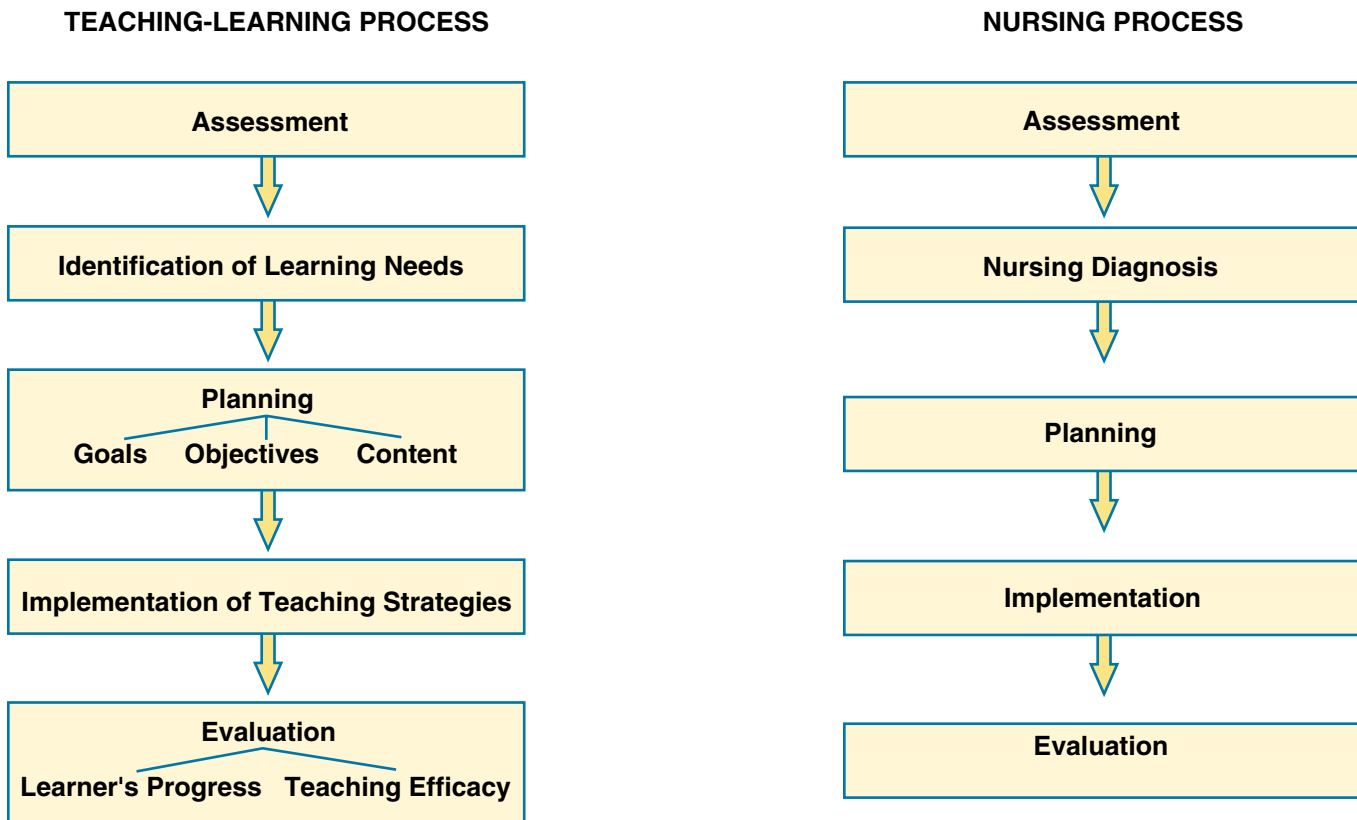 TEACHING-LEARNING PROCESS
Assessment
Identification of Learning Needs
Planning
Goals Objectives Content
Implementation of Teaching Strategies
Evaluation
Learner's Progress Teaching Efficacy
NURSING PROCESS
Assessment
Nursing Diagnosis
Planning
Implementation
Evaluation